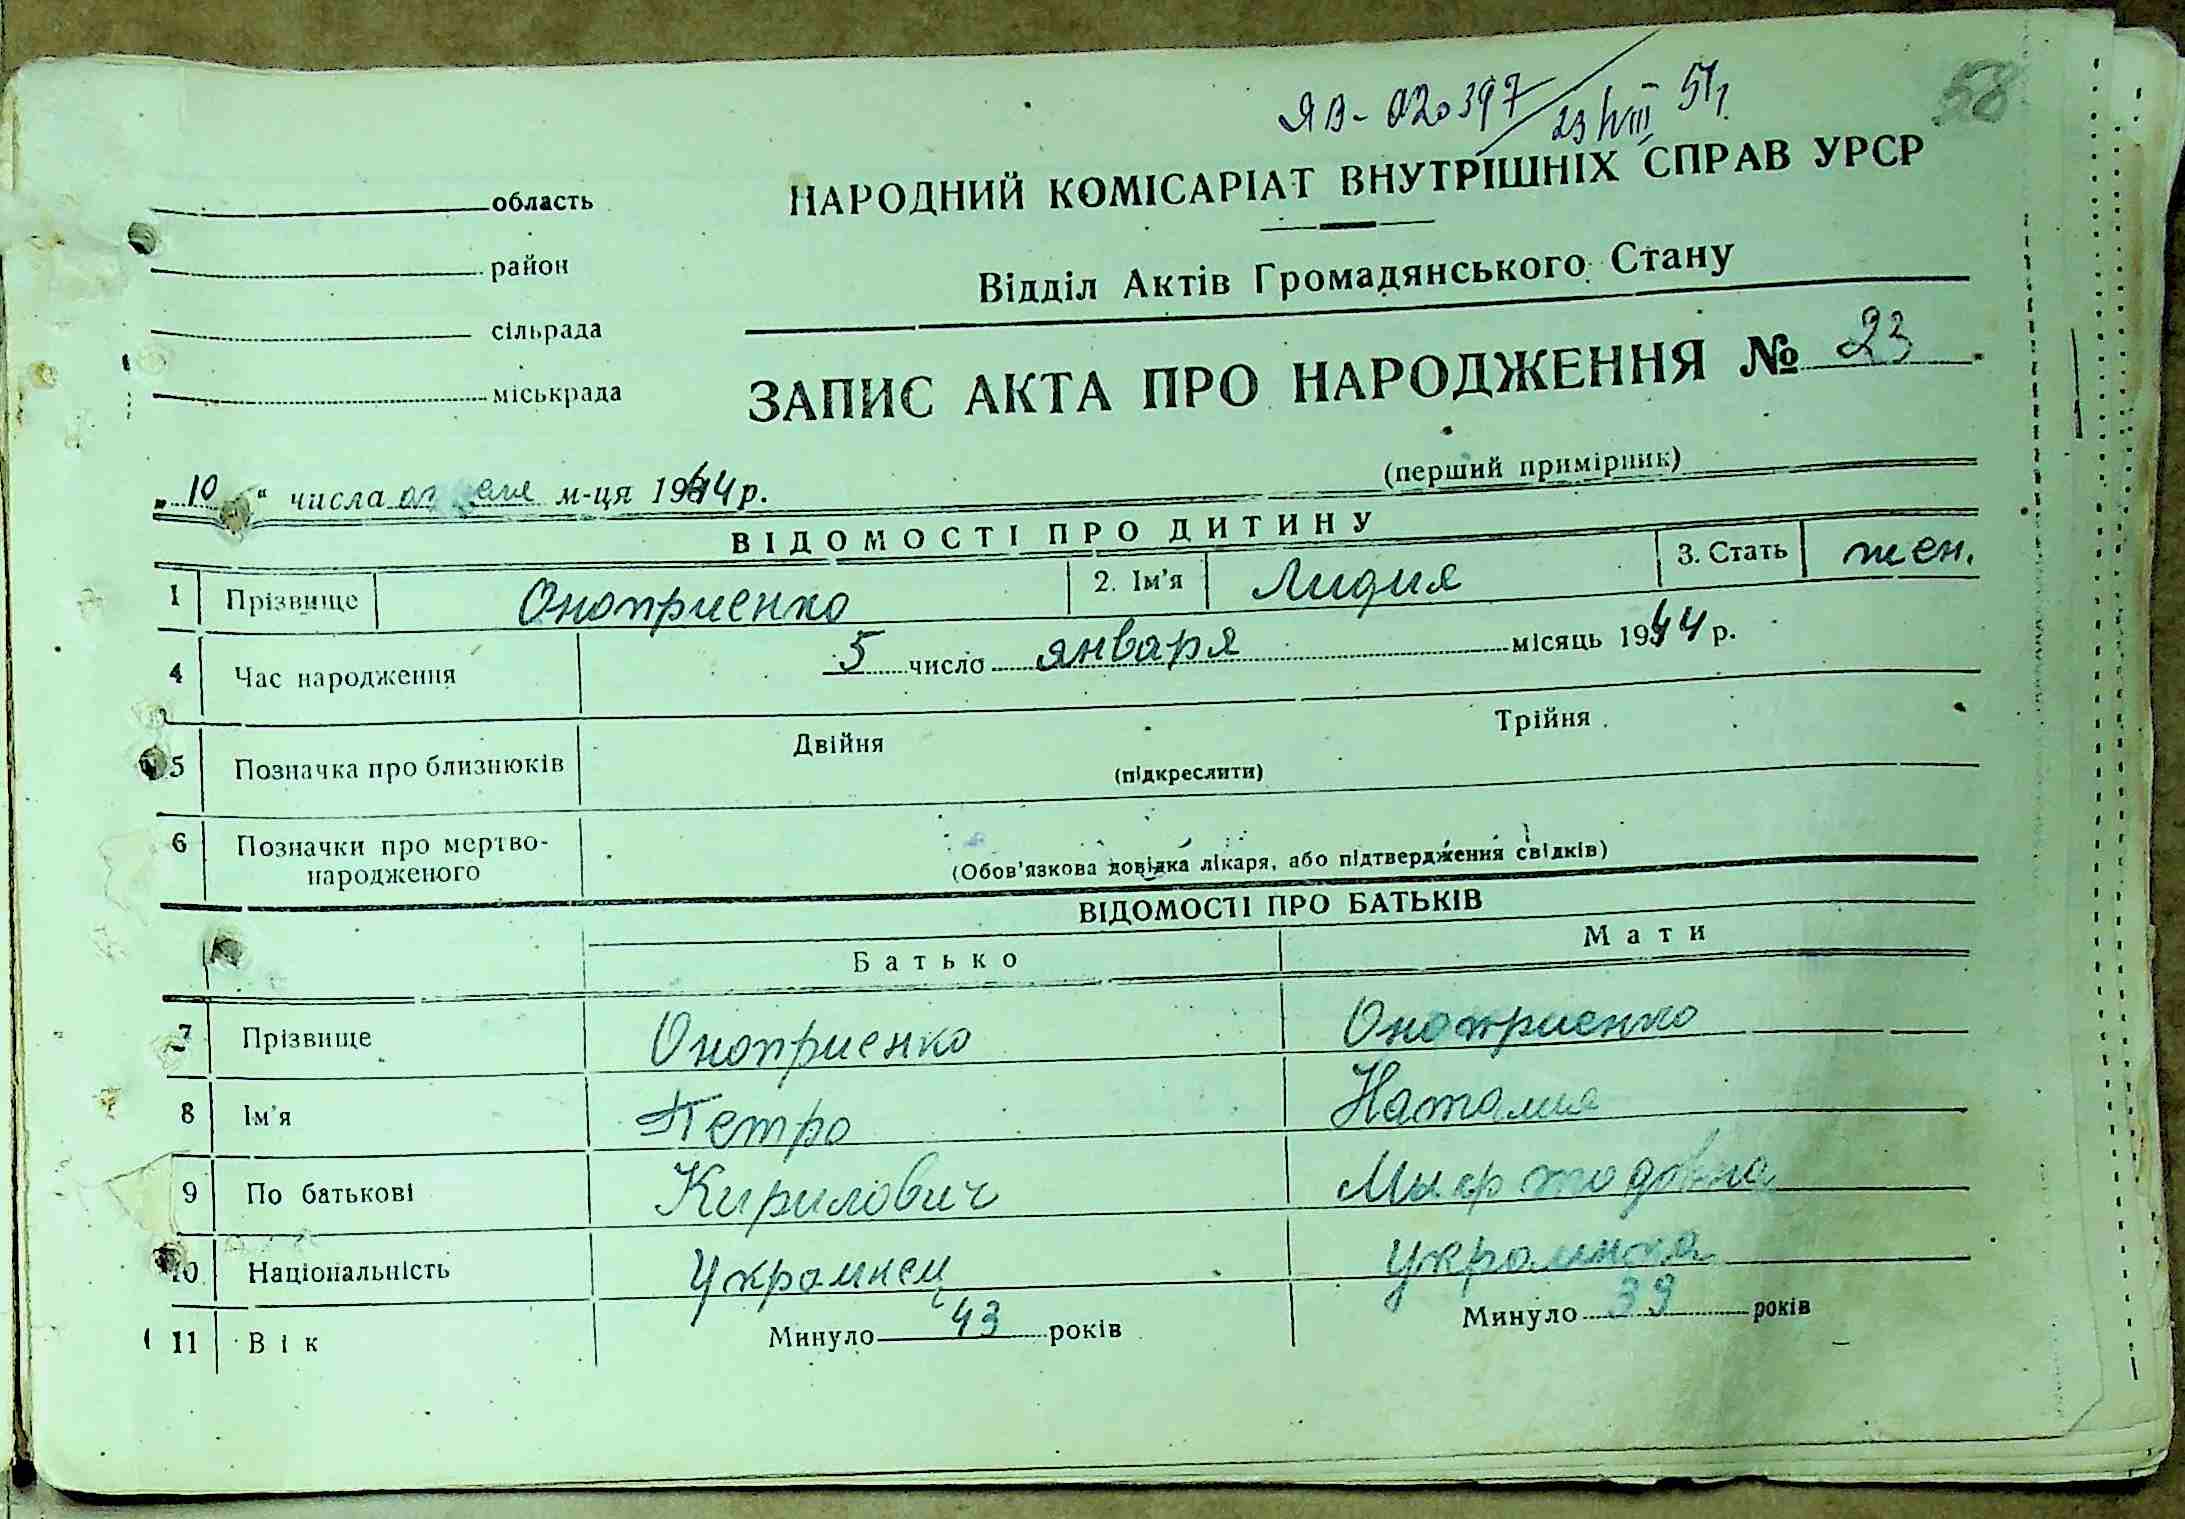 58
ЯВ- 020397 23/VIII 51г.
НАРОДНИЙ КОМІСАРІАТ ВНУТРІШНІХ СПРАВ УРСР
область
район
сільрада
міськрада
Відділ Актів Громадянського Стану
ЗАПИС АКТА ПРО НАРОДЖЕННЯ № 23
(перший примірник)
„10“ числа апреля м-ця 1944 р.
ВІДОМОСТІ ПРО ДИТИНУ
1 Прізвище Оноприенко 2. Ім'я Лидия 3. Стать жен.
4 Час народження 5 число января місяць 1944 р.
5 Позначка про близнюків Двійня Трійня
(підкреслити)
6 Позначки про мертво-
народженого (Обов'язкова довідка лікаря, або підтвердження свідків)
ВІДОМОСТІ ПРО БАТЬКІВ
Батько Мати
7 Прізвище Оноприенко Оноприенко
8 Ім'я Петро Наталия
9 По батькові Кирилович
10 Національність Украинец Украинка
11 Вік Минуло 43 років Минуло 39 років